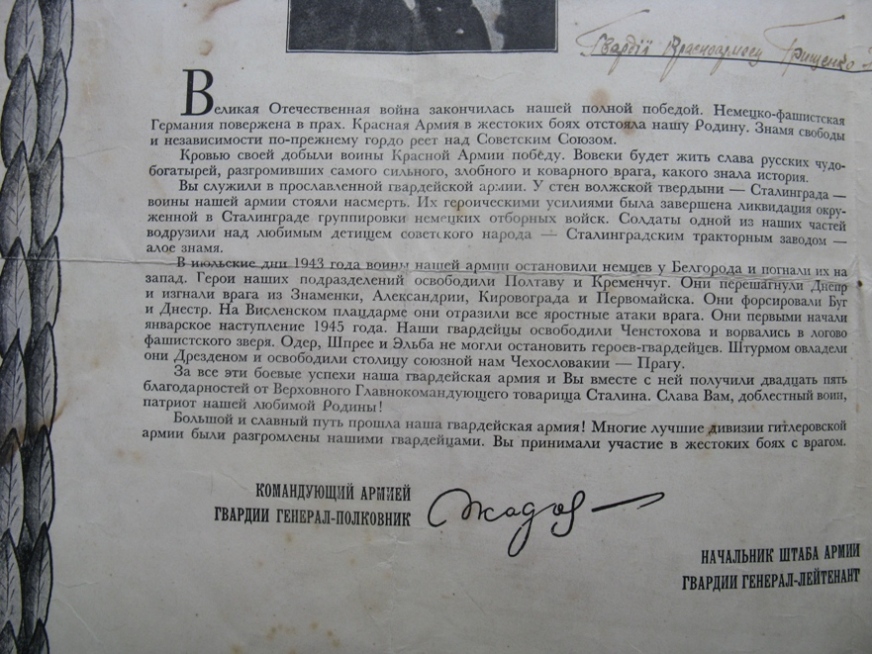 Гвардии Красноармеец Грищенко
Великая Отечественная война закончилась нашей полной победой. Немецко-фашистская
Германия повержена в прах. Красная Армия в жестоких боях отстояла нашу Родину. Знамя свободы
и независимости по-прежнему гордо реет над Советским Союзом.
Кровью своей добыли воины Красной Армии победу. Вовеки будет жить слава русских чудо-
богатырей, разгромивших самого сильного, злобного и коварного врага, какого знала история.
Вы служили в прославленной гвардейской армии. У стен волжской твердыни — Сталинграда —
воины нашей армии стояли насмерть. Их героическими усилиями была завершена ликвидация окру-
женной в Сталинграде группировки немецких отборных войск. Солдаты одной из наших частей
водрузили над любимым детищем советского народа — Сталинградским тракторным заводом —
алое знамя.
В июльские дни 1943 года воины нашей армии остановили немцев у Белгорода и погнали их на
запад. Герои наших подразделений освободили Полтаву и Кременчуг. Они перешагнули Днепр
и изгнали врага из Знаменки, Александрии, Кировограда и Первомайска. Они форсировали Буг
и Днестр. На Висленском плацдарме они отразили все яростные атаки врага. Они первыми начали
январское наступление 1945 года. Наши гвардейцы освободили Ченстохова и ворвались в логово
фашистского зверя. Одер, Шпрее и Эльба не могли остановить героев-гвардейцев. Штурмом овладели
они Дрезденом и освободили столицу союзной нам Чехословакии — Прагу.
За все эти боевые успехи наша гвардейская армия и Вы вместе с ней получили двадцать пять
благодарностей от Верховного Главнокомандующего товарища Сталина. Слава Вам, доблестный воин,
патриот нашей любимой Родины!
Большой и славный путь прошла наша гвардейская армия! Многие лучшие дивизии гитлеровской
армии были разгромлены нашими гвардейцами. Вы принимали участие в жестоких боях с врагом.
КОМАНДУЮЩИЙ АРМИЕЙ
ГВАРДИИ ГЕНЕРАЛ-ПОЛКОВНИК
Жадов
НАЧАЛЬНИК ШТАБА АРМИИ
ГВАРДИИ ГЕНЕРАЛ-ЛЕЙТЕНАНТ